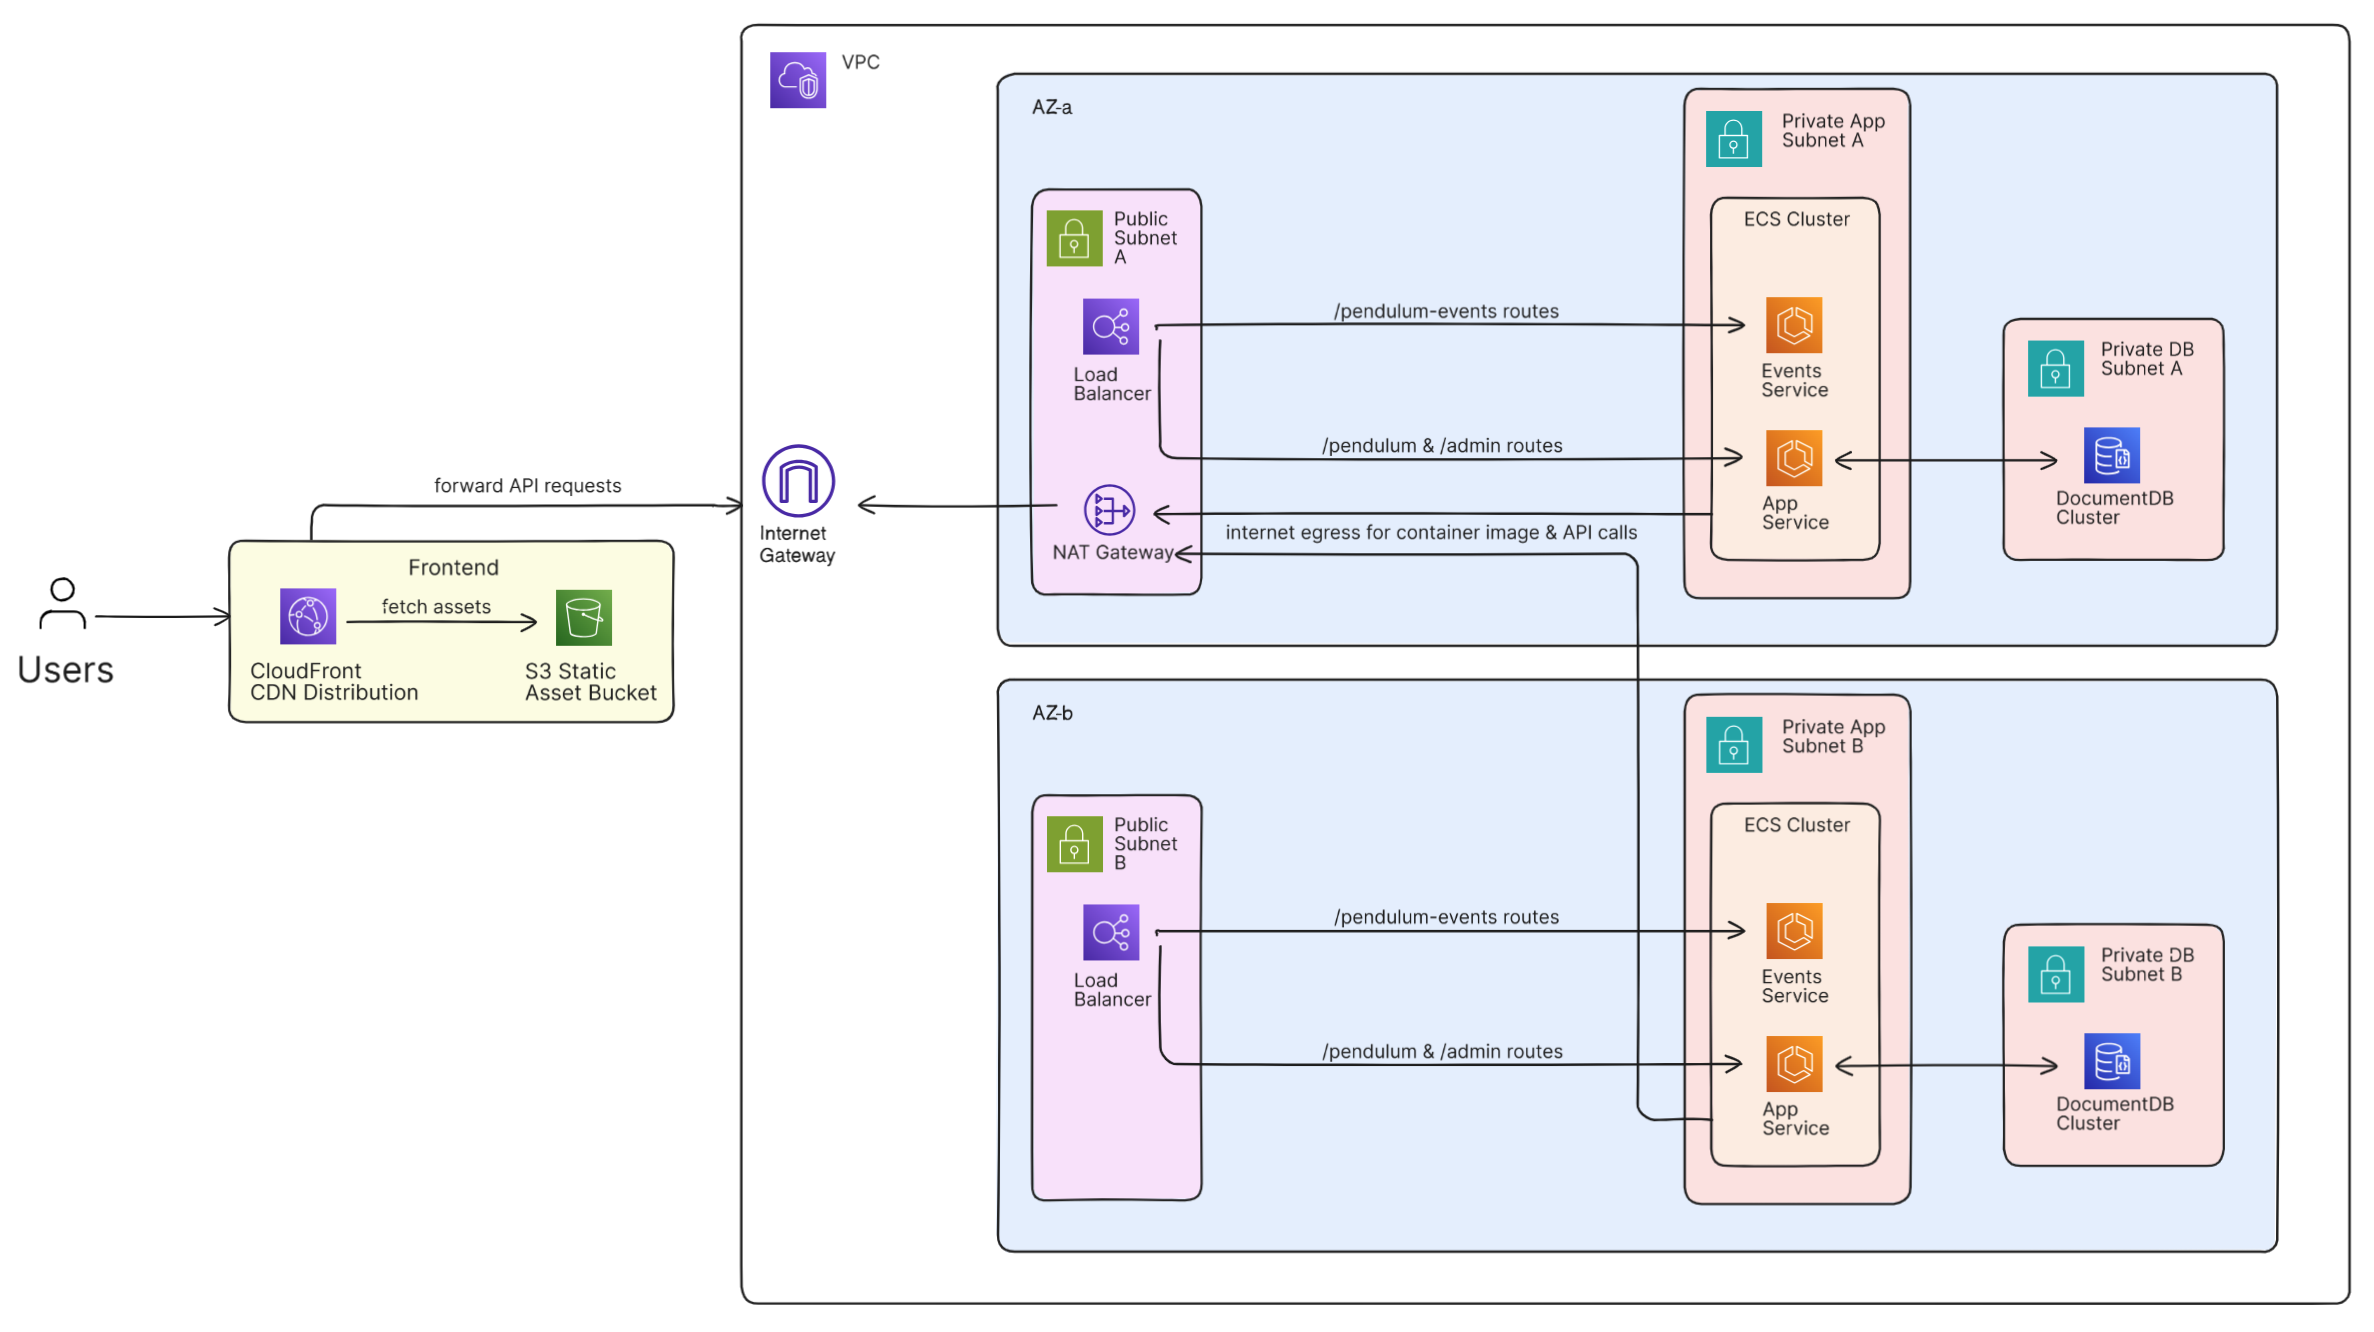 VPC
AZ-a
Private App
Subnet A
Public
Subnet
A
ECS Cluster
/pendulum-events routes
Load
Balancer
Events
Service
Private DB
Subnet A
/pendulum & /admin routes
App
Service
DocumentDB
Cluster
internet egress for container image & API calls
NAT Gateway
forward API requests
Internet
Gateway
Users
Frontend
fetch assets
CloudFront
CDN Distribution
S3 Static
Asset Bucket
AZ-b
Private App
Subnet B
Public
Subnet
B
ECS Cluster
/pendulum-events routes
Load
Balancer
Events
Service
Private DB
Subnet B
/pendulum & /admin routes
App
Service
DocumentDB
Cluster